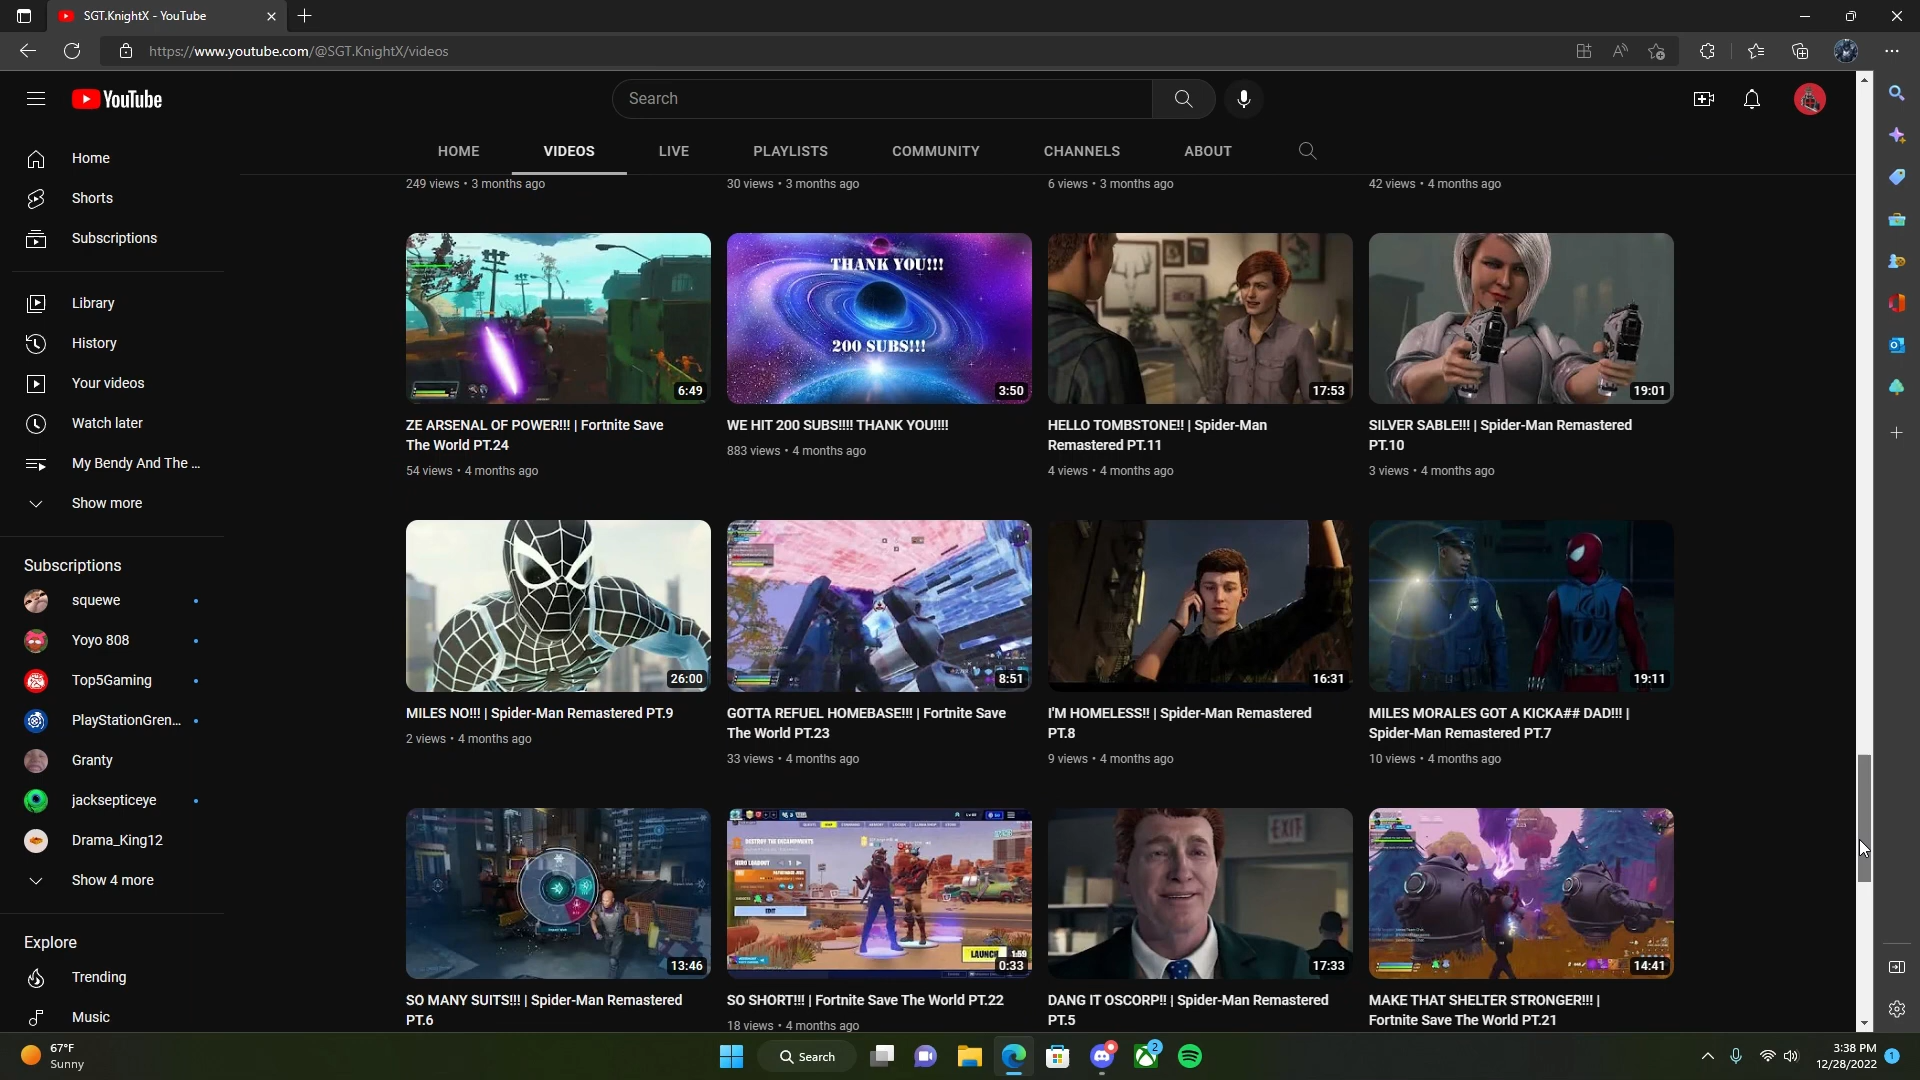 SGT.KnightX - YouTube
https://www.youtube.com/@SGT.KnightX/videos
YouTube
Search
HOME VIDEOS LIVE PLAYLISTS COMMUNITY CHANNELS ABOUT
Home
Shorts
Subscriptions
Library
History
Your videos
Watch later
My Bendy And The ...
Show more
Subscriptions
squewe
Yoyo 808
Top5Gaming
PlayStationGren...
Granty
jacksepticeye
Drama_King12
Show 4 more
Explore
Trending
Music
249 views • 3 months ago
30 views • 3 months ago
6 views • 3 months ago
42 views • 4 months ago
6:49
ZE ARSENAL OF POWER!!! | Fortnite Save
The World PT.24
54 views • 4 months ago
THANK YOU!!!
200 SUBS!!!
3:50
WE HIT 200 SUBS!!!! THANK YOU!!!!
883 views • 4 months ago
17:53
HELLO TOMBSTONE!! | Spider-Man
Remastered PT.11
4 views • 4 months ago
19:01
SILVER SABLE!!! | Spider-Man Remastered
PT.10
3 views • 4 months ago
26:00
MILES NO!!! | Spider-Man Remastered PT.9
2 views • 4 months ago
8:51
GOTTA REFUEL HOMEBASE!!! | Fortnite Save
The World PT.23
33 views • 4 months ago
16:31
I'M HOMELESS!! | Spider-Man Remastered
PT.8
9 views • 4 months ago
19:11
MILES MORALES GOT A KICKA## DAD!!! |
Spider-Man Remastered PT.7
10 views • 4 months ago
13:46
SO MANY SUITS!!! | Spider-Man Remastered
PT.6
DESTROY THE ENCAMPMENTS
HERO LOADOUT
EDIT
LAUNCH
0:33
SO SHORT!!! | Fortnite Save The World PT.22
18 views • 4 months ago
EXIT
17:33
DANG IT OSCORP!! | Spider-Man Remastered
PT.5
14:41
MAKE THAT SHELTER STRONGER!!! |
Fortnite Save The World PT.21
67°F
Sunny
Search
2
3:38 PM
12/28/2022
1